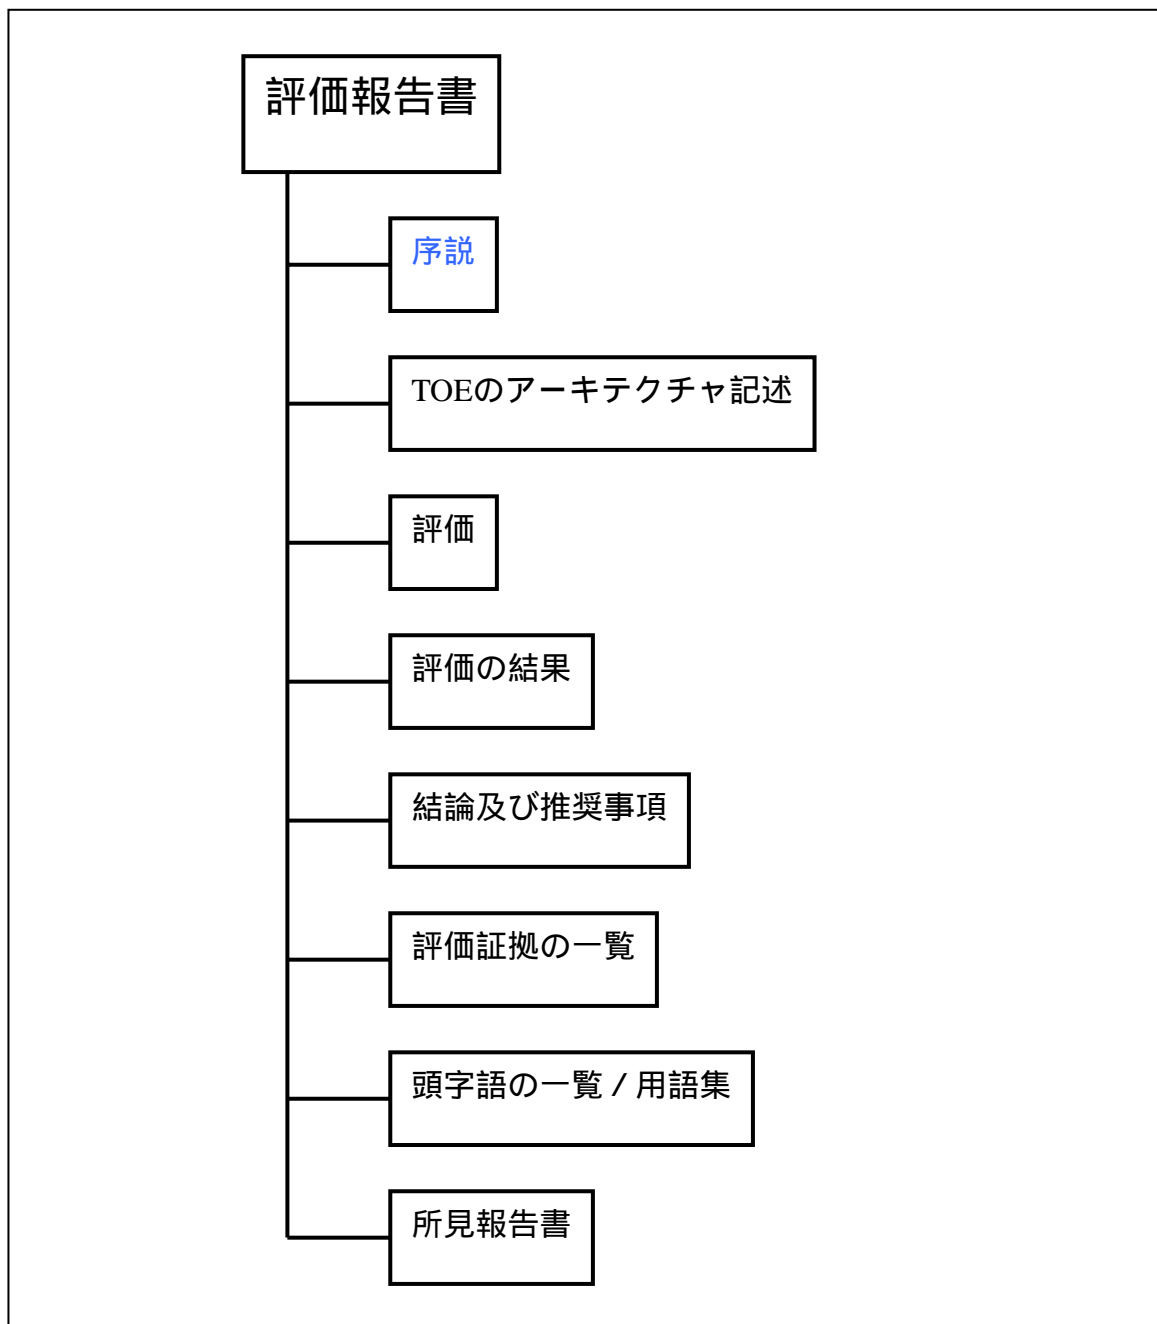 評価報告書
序説
TOEのアーキテクチャ記述
評価
評価の結果
結論及び推奨事項
評価証拠の一覧
頭字語の一覧 / 用語集
所見報告書